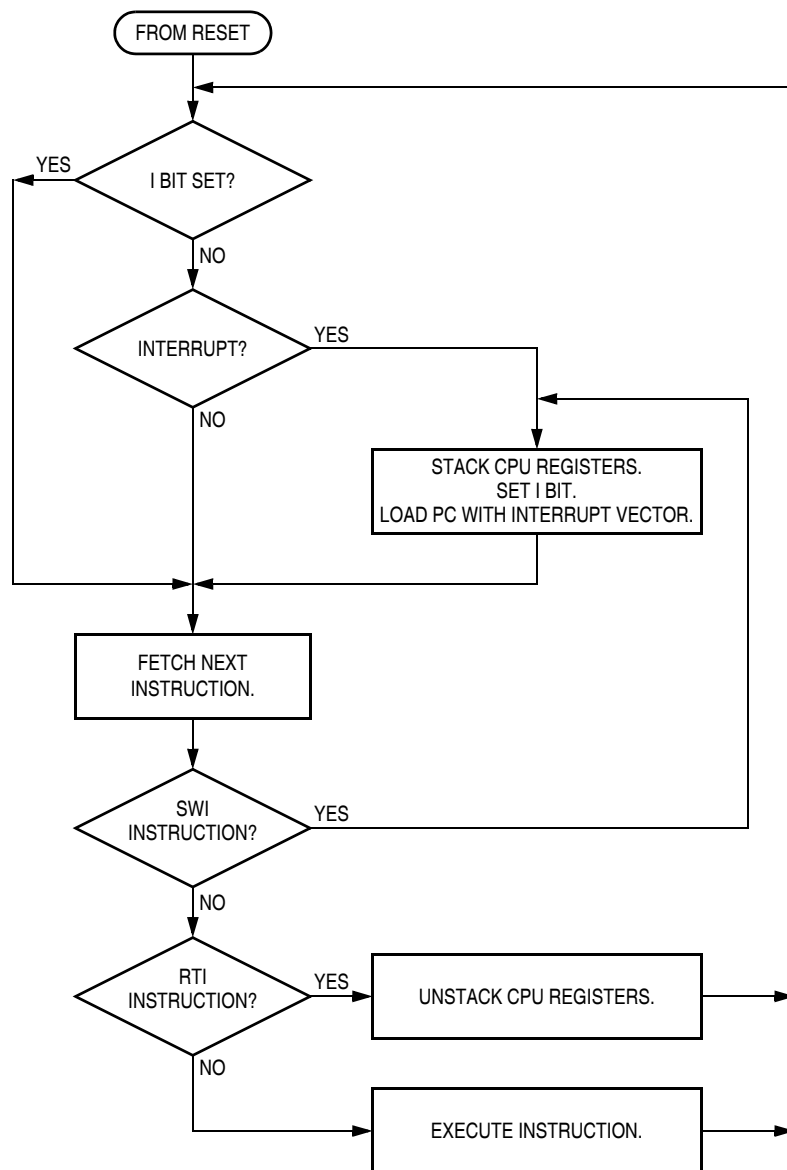 FROM RESET
YES
I BIT SET?
NO
INTERRUPT?
YES
NO
STACK CPU REGISTERS.
SET I BIT.
LOAD PC WITH INTERRUPT VECTOR.
FETCH NEXT
INSTRUCTION.
SWI
INSTRUCTION?
YES
NO
RTI
INSTRUCTION?
YES
UNSTACK CPU REGISTERS.
NO
EXECUTE INSTRUCTION.